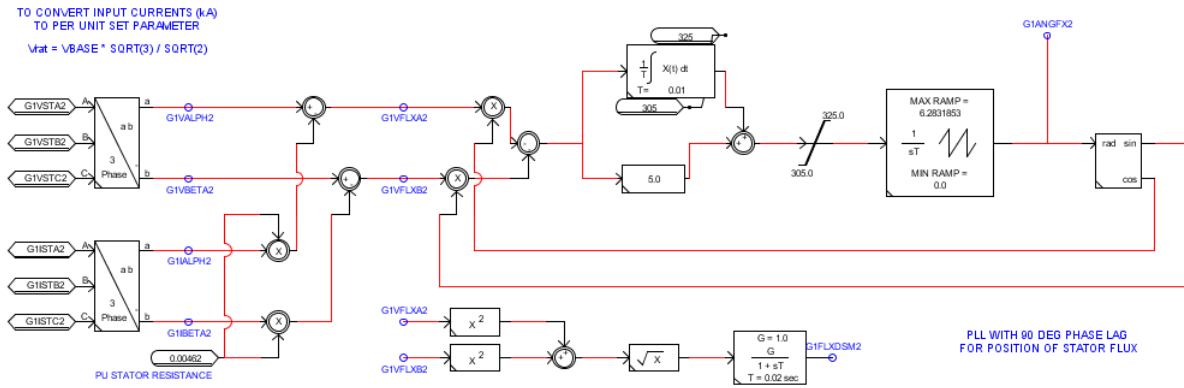 TO CONVERT INPUT CURRENTS (kA)
TO PER UNIT SET PARAMETER
Vrat = VBASE * SQRT(3) / SQRT(2)
G1VSTA2
A
G1VSTB2
B
G1VSTC2
C
a b
3
Phase
a
G1VALPH2
b
G1VBETA2
G1ISTA2
A
G1ISTB2
B
G1ISTC2
C
a b
3
Phase
a
G1IALPH2
b
G1IBETA2
0.00462
PU STATOR RESISTANCE
X
X
+ -
+ -
G1VFLXA2
G1VFLXB2
X
X
- -
325
1
T
X(t) dt
T= 0.01
305
5.0
+ +
325.0
305.0
MAX RAMP =
6.2831853
1
sT
MIN RAMP =
0.0
G1ANGFX2
rad sin
cos
G1VFLXA2
X 2
G1VFLXB2
X 2
+ +
√X
G = 1.0
G
1 + sT
T = 0.02 sec
G1FLXDSM2
PLL WITH 90 DEG PHASE LAG
FOR POSITION OF STATOR FLUX